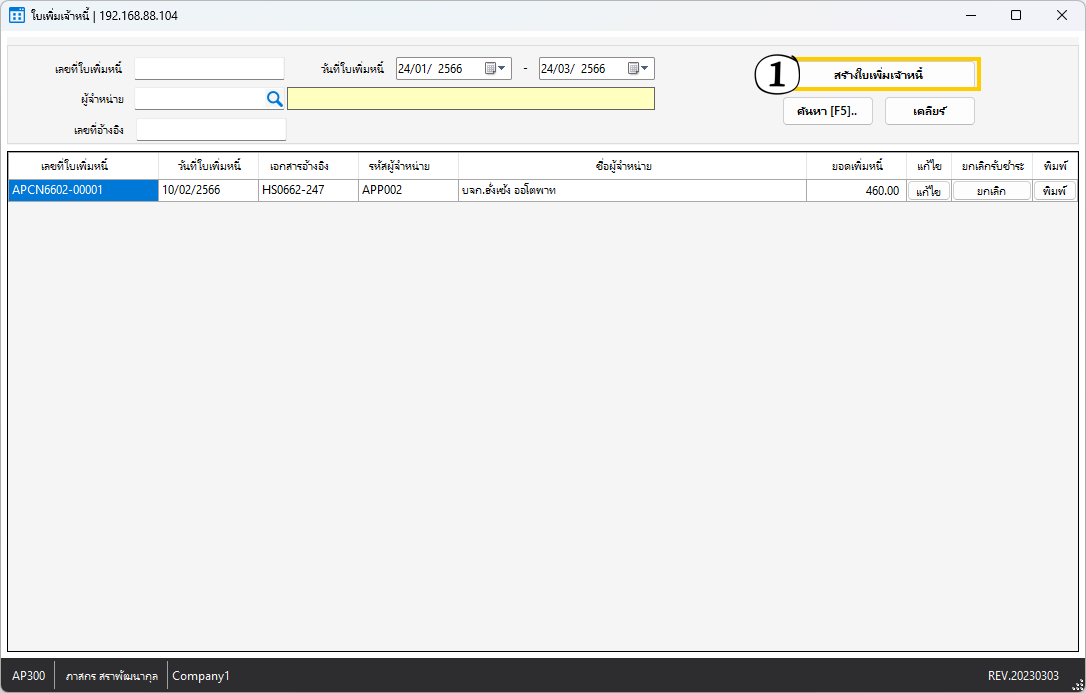 ใบเพิ่มเจ้าหนี้ | 192.168.88.104
เลขที่ใบเพิ่มหนี้ วันที่ใบเพิ่มหนี้ 24/01/ 2566 - 24/03/ 2566 1 สร้างใบเพิ่มเจ้าหนี้
ผู้จำหน่าย ค้นหา [F5].. เคลียร์
เลขที่อ้างอิง
เลขที่ใบเพิ่มหนี้ วันที่ใบเพิ่มหนี้ เอกสารอ้างอิง รหัสผู้จำหน่าย ชื่อผู้จำหน่าย ยอดเพิ่มหนี้ แก้ไข ยกเลิกรับชำระ พิมพ์
APCN6602-00001 10/02/2566 HS0662-247 APP002 บจก.ฮั่งเซ้ง ออโตพาท 460.00 แก้ไข ยกเลิก พิมพ์
AP300 ภาสกร สราพัฒนากุล Company1 REV.20230303